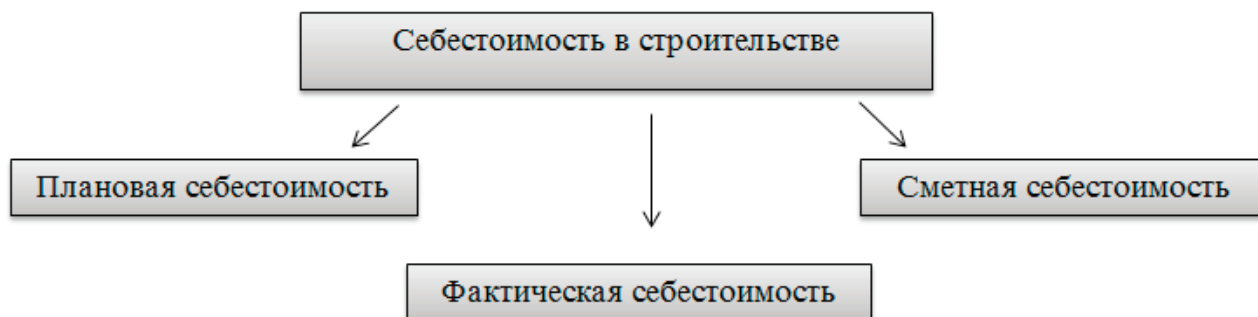 Себестоимость в строительстве
Плановая себестоимость
Сметная себестоимость
Фактическая себестоимость